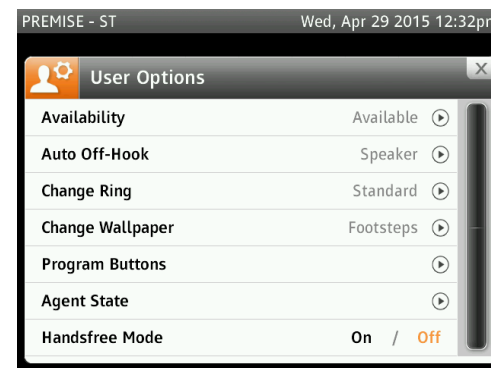 PREMISE - ST Wed, Apr 29 2015 12:32pm
User Options X
Availability Available
Auto Off-Hook Speaker
Change Ring Standard
Change Wallpaper Footsteps
Program Buttons
Agent State
Handsfree Mode On / Off